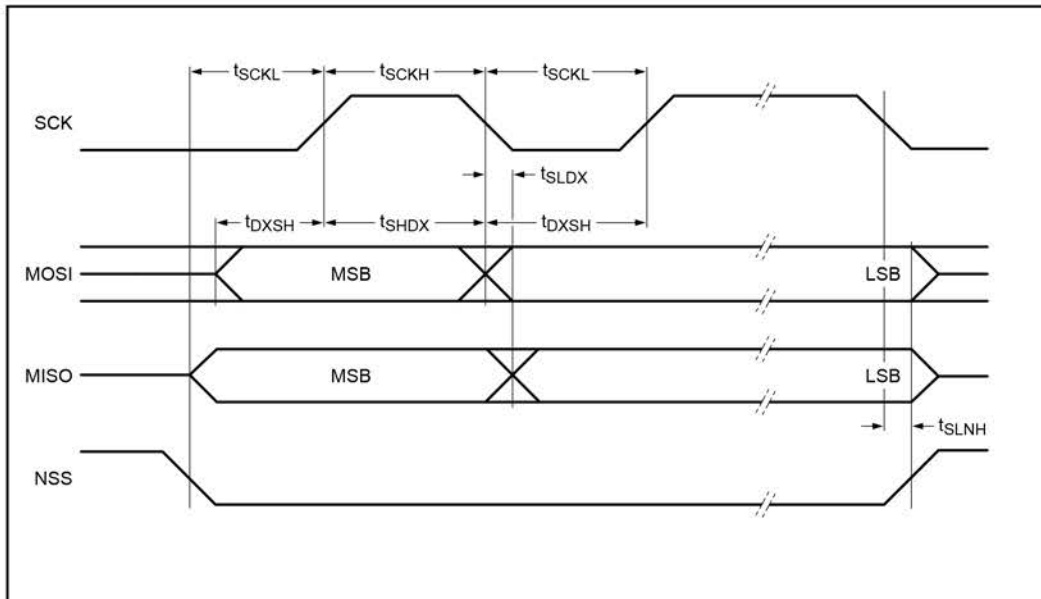 tSCKL tSCKH tSCKL
SCK
tSLDX
tDXSH tSHDX tDXSH
MOSI MSB LSB
MISO MSB LSB
tSLNH
NSS